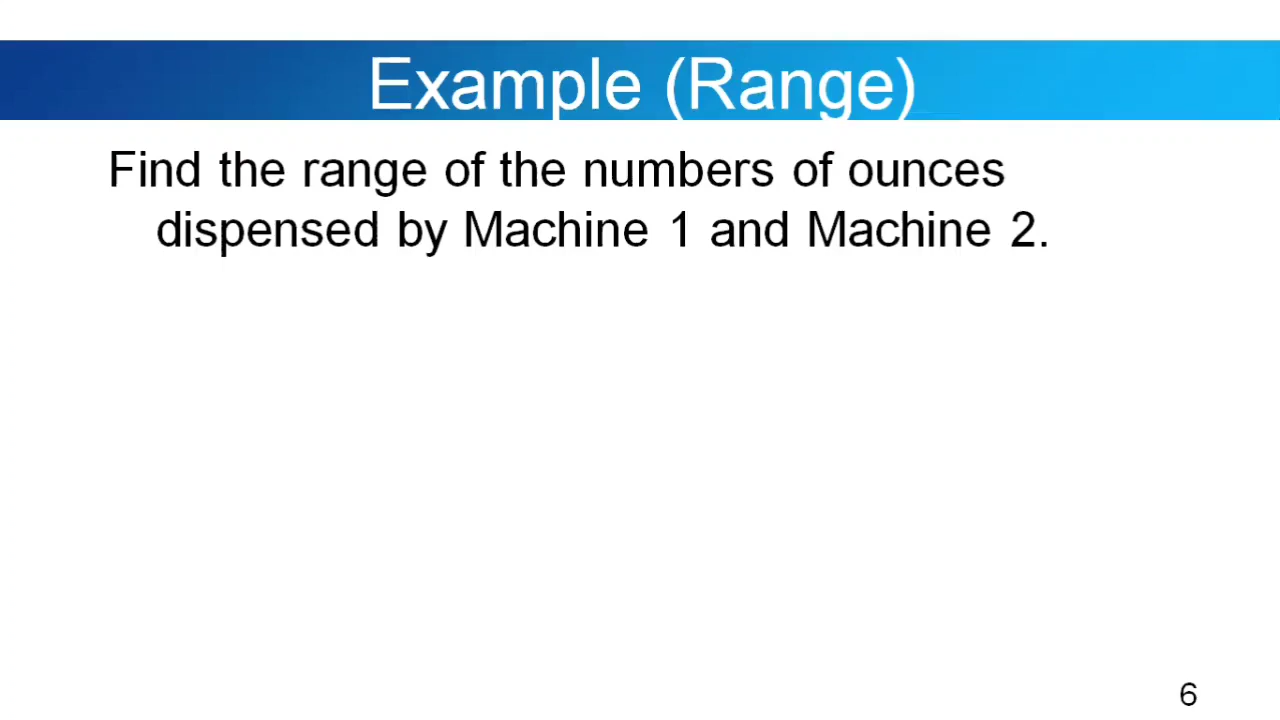 Example (Range)
Find the range of the numbers of ounces
dispensed by Machine 1 and Machine 2.
6